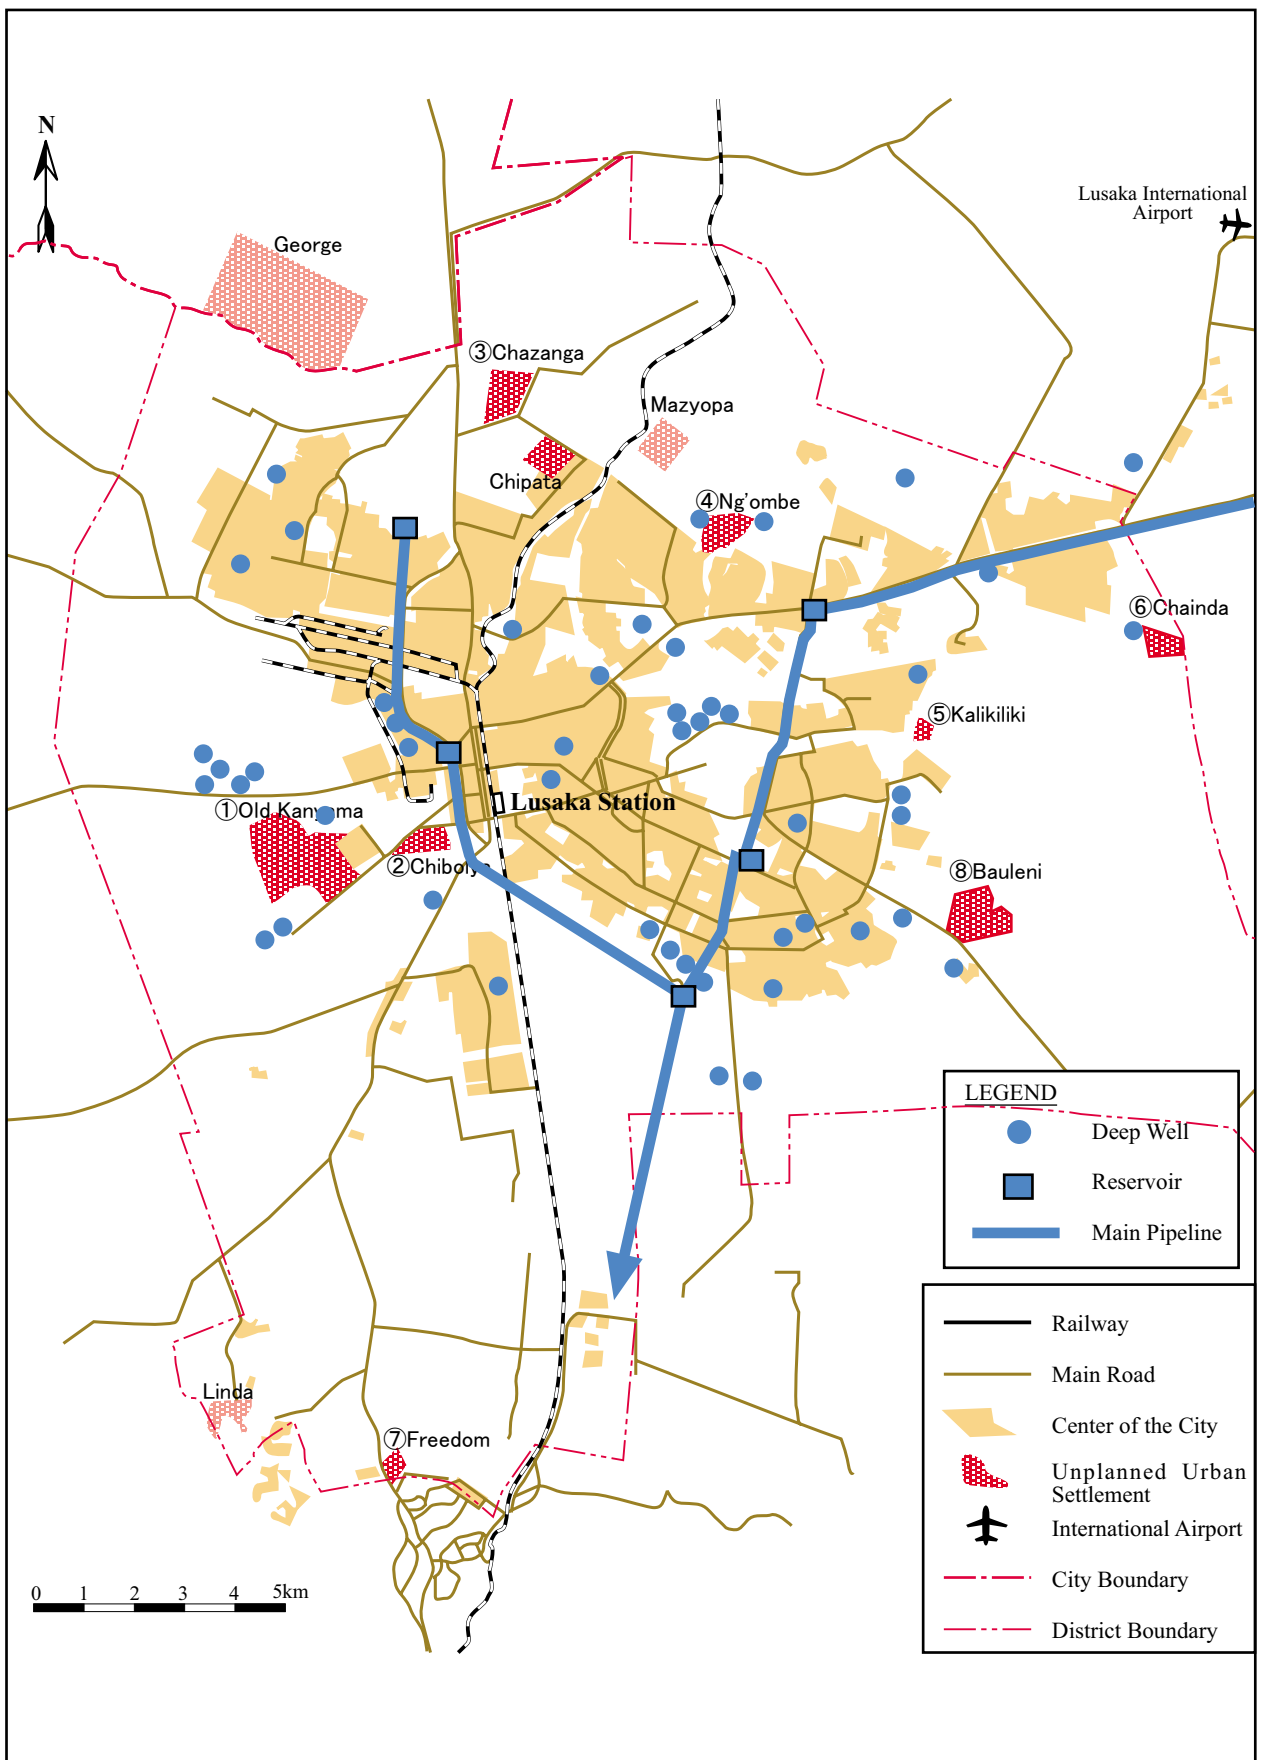 N
Lusaka International
Airport
George
③Chazanga
Mazyopa
Chipata
④Ng'ombe
⑥Chainda
⑤Kalikiliki
①Old Kanyama
Lusaka Station
②Chibolya
⑧Bauleni
LEGEND
Deep Well
Reservoir
Main Pipeline
Railway
Main Road
Center of the City
Unplanned Urban
Settlement
International Airport
City Boundary
District Boundary
Linda
⑦Freedom
0 1 2 3 4 5km